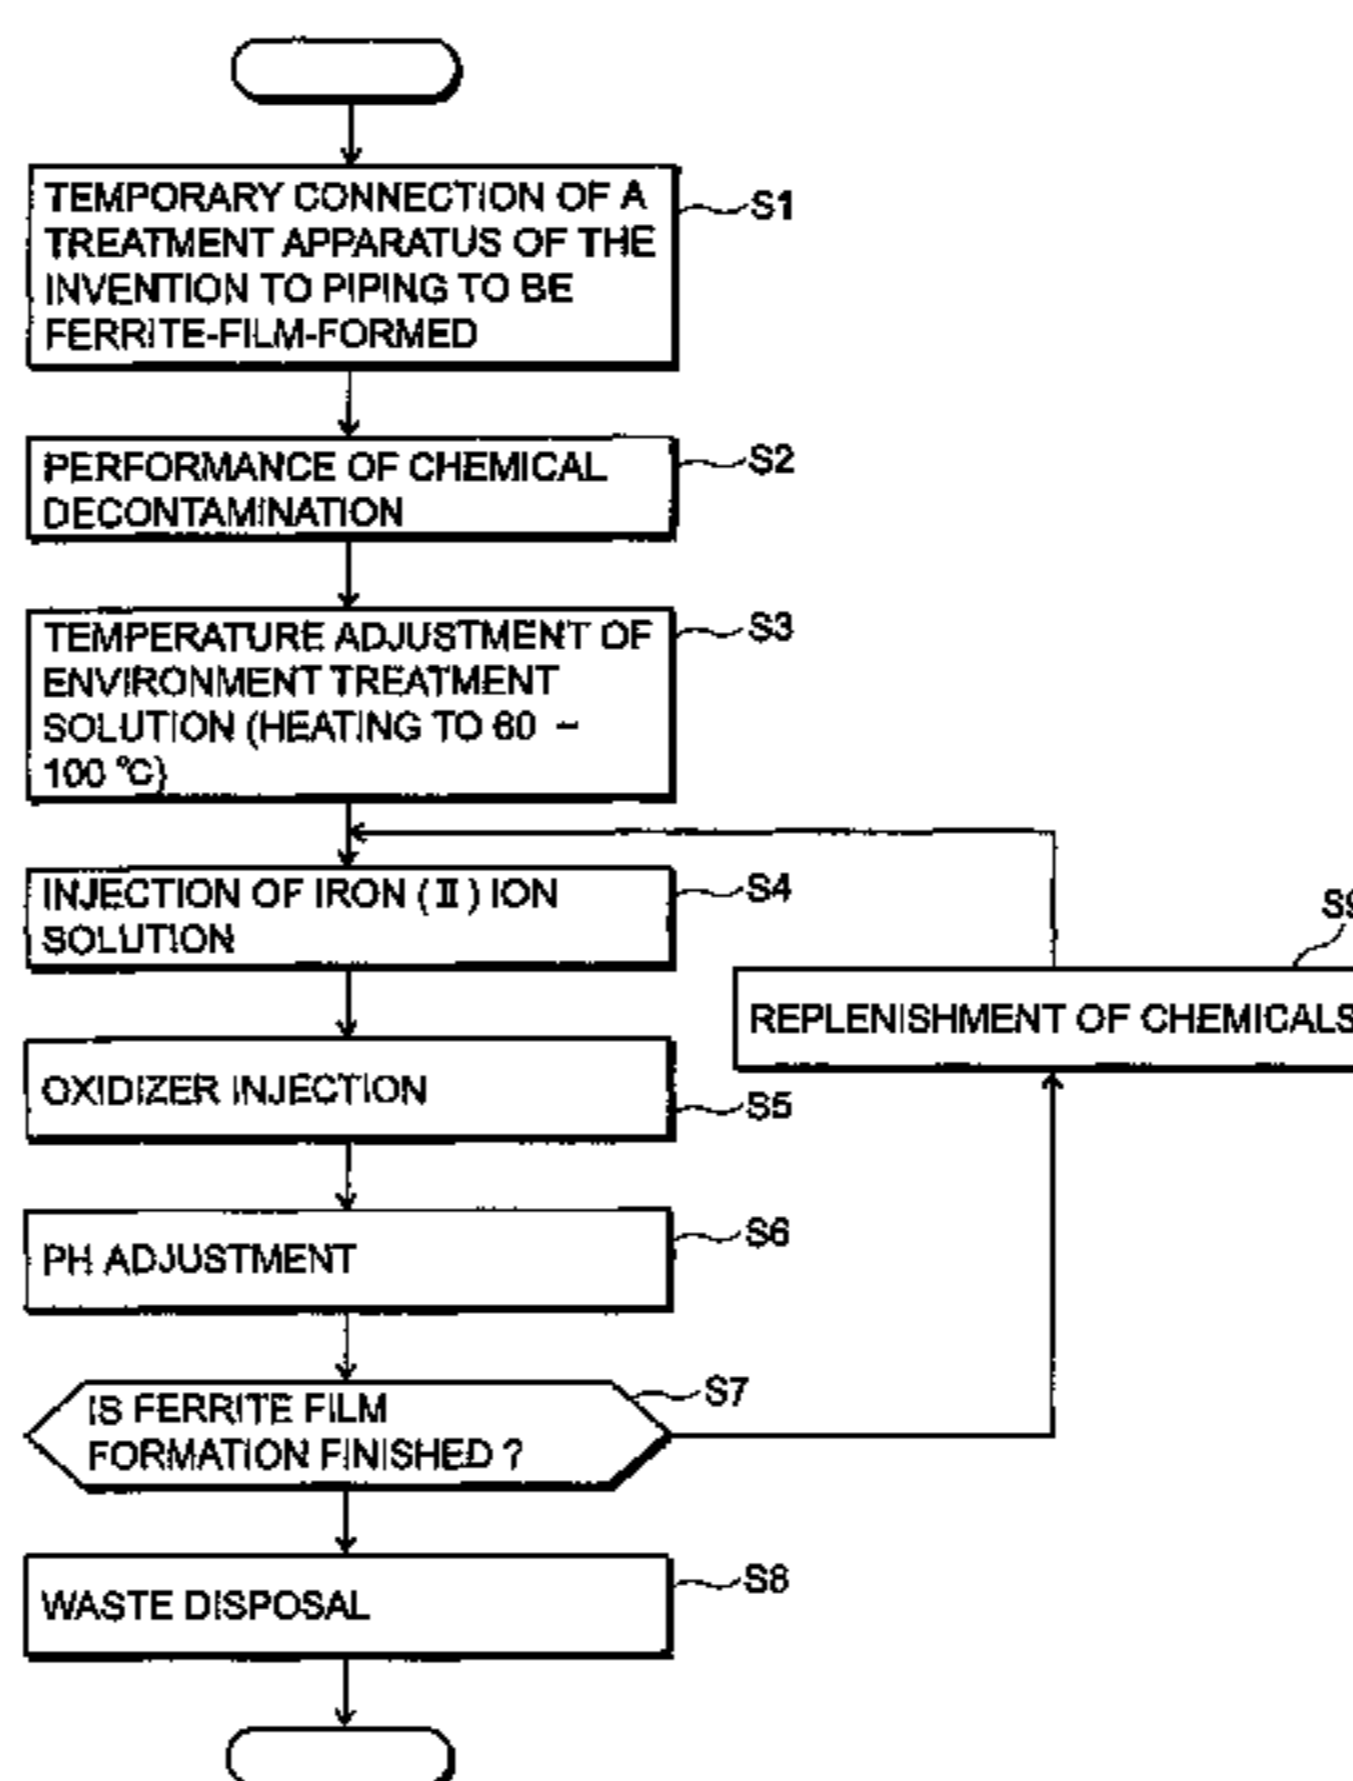 TEMPORARY CONNECTION OF A
TREATMENT APPARATUS OF THE
INVENTION TO PIPING TO BE
FERRITE-FILM-FORMED
S1
PERFORMANCE OF CHEMICAL
DECONTAMINATION
S2
TEMPERATURE ADJUSTMENT OF
ENVIRONMENT TREATMENT
SOLUTION (HEATING TO 60 –
100 ℃)
S3
INJECTION OF IRON (Ⅱ) ION
SOLUTION
S4
S9
REPLENISHMENT OF CHEMICALS
OXIDIZER INJECTION
S5
PH ADJUSTMENT
S6
IS FERRITE FILM
FORMATION FINISHED ?
S7
WASTE DISPOSAL
S8